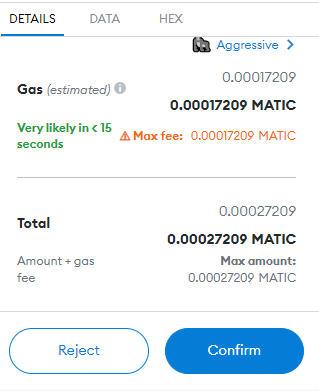 DETAILS DATA HEX
Aggressive
0.00017209
Gas (estimated)
0.00017209 MATIC
Very likely in < 15 seconds
Max fee: 0.00017209 MATIC
0.00027209
Total
0.00027209 MATIC
Amount + gas fee
Max amount:
0.00027209 MATIC
Reject Confirm